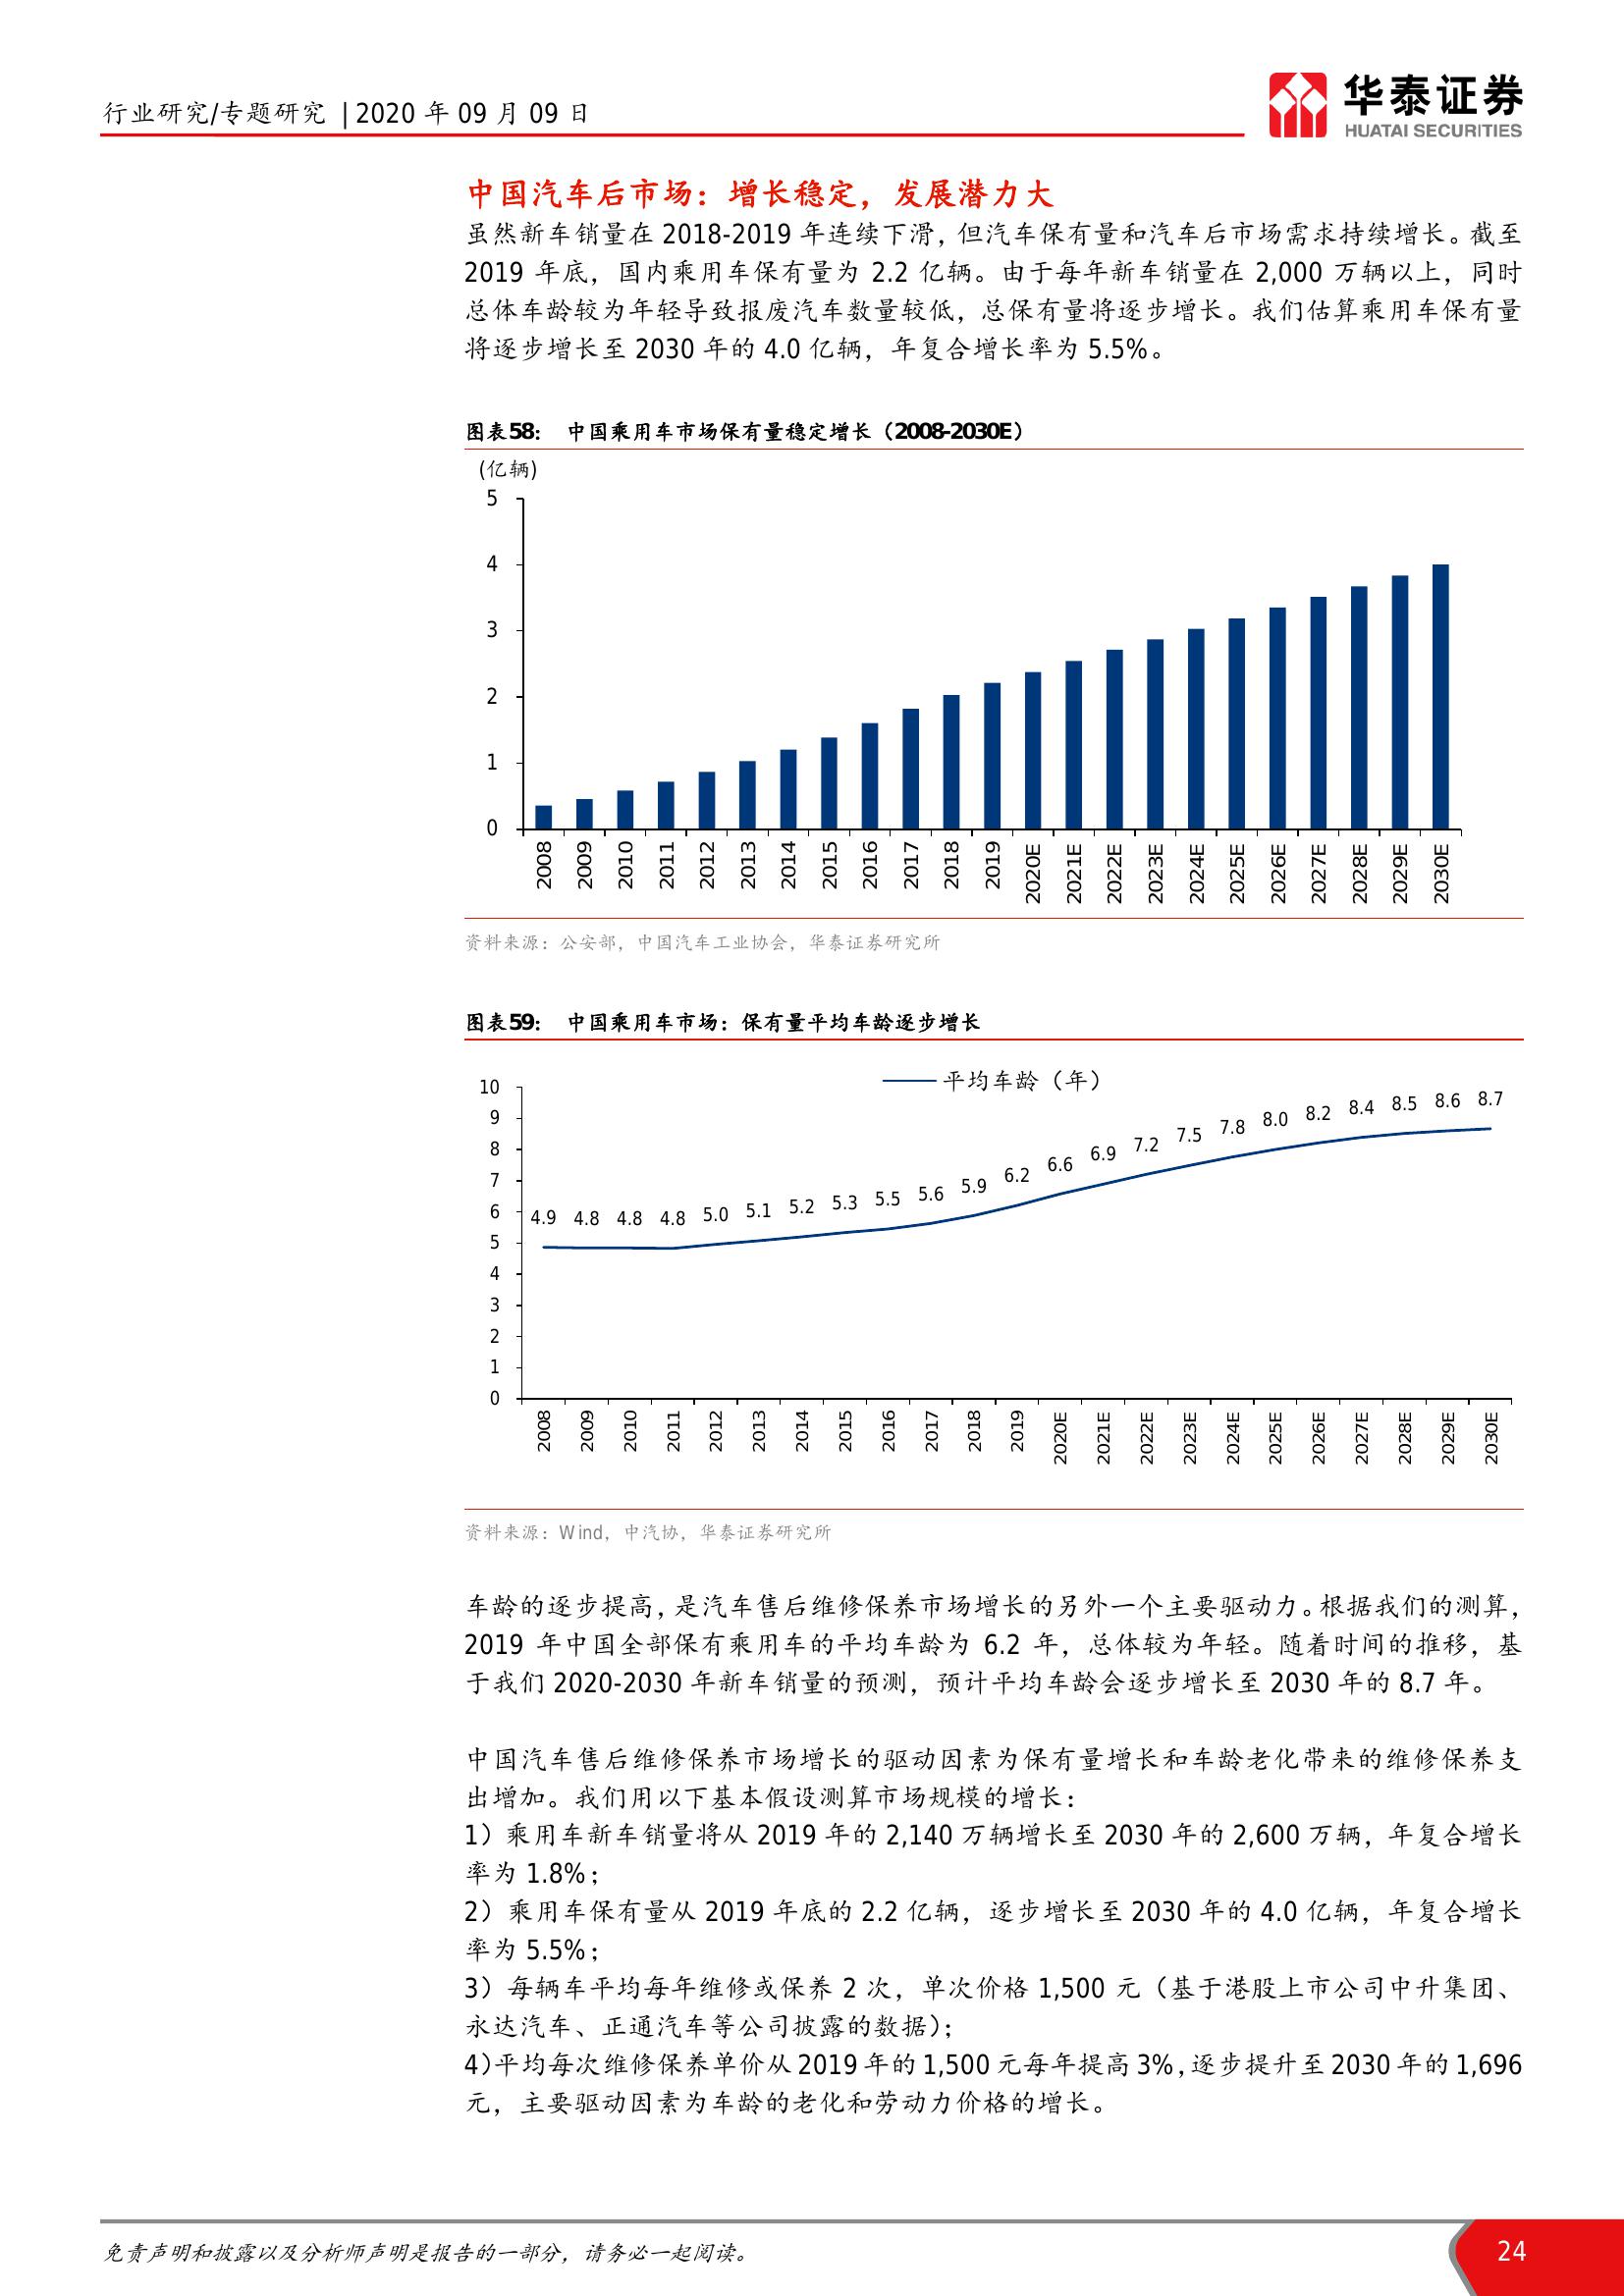 行业研究/专题研究 | 2020 年 09 月 09 日
华泰证券
HUATAI SECURITIES
中国汽车后市场：增长稳定，发展潜力大
虽然新车销量在 2018-2019 年连续下滑，但汽车保有量和汽车后市场需求持续增长。截至
2019 年底，国内乘用车保有量为 2.2 亿辆。由于每年新车销量在 2,000 万辆以上，同时
总体车龄较为年轻导致报废汽车数量较低，总保有量将逐步增长。我们估算乘用车保有量
将逐步增长至 2030 年的 4.0 亿辆，年复合增长率为 5.5%。
图表58： 中国乘用车市场保有量稳定增长（2008-2030E）
(亿辆)
5
4
3
2
1
0
2008 2009 2010 2011 2012 2013 2014 2015 2016 2017 2018 2019 2020E 2021E 2022E 2023E 2024E 2025E 2026E 2027E 2028E 2029E 2030E
资料来源：公安部，中国汽车工业协会，华泰证券研究所
图表59： 中国乘用车市场：保有量平均车龄逐步增长
平均车龄（年）
10
9
8
7
6
5
4
3
2
1
0
4.9 4.8 4.8 4.8 5.0 5.1 5.2 5.3 5.5 5.6 5.9 6.2 6.6 6.9 7.2 7.5 7.8 8.0 8.2 8.4 8.5 8.6 8.7
2008 2009 2010 2011 2012 2013 2014 2015 2016 2017 2018 2019 2020E 2021E 2022E 2023E 2024E 2025E 2026E 2027E 2028E 2029E 2030E
资料来源：Wind，中汽协，华泰证券研究所
车龄的逐步提高，是汽车售后维修保养市场增长的另外一个主要驱动力。根据我们的测算，
2019 年中国全部保有乘用车的平均车龄为 6.2 年，总体较为年轻。随着时间的推移，基
于我们 2020-2030 年新车销量的预测，预计平均车龄会逐步增长至 2030 年的 8.7 年。
中国汽车售后维修保养市场增长的驱动因素为保有量增长和车龄老化带来的维修保养支
出增加。我们用以下基本假设测算市场规模的增长：
1）乘用车新车销量将从 2019 年的 2,140 万辆增长至 2030 年的 2,600 万辆，年复合增长
率为 1.8%；
2）乘用车保有量从 2019 年底的 2.2 亿辆，逐步增长至 2030 年的 4.0 亿辆，年复合增长
率为 5.5%；
3）每辆车平均每年维修或保养 2 次，单次价格 1,500 元（基于港股上市公司中升集团、
永达汽车、正通汽车等公司披露的数据）；
4）平均每次维修保养单价从 2019 年的 1,500 元每年提高 3%，逐步提升至 2030 年的 1,696
元，主要驱动因素为车龄的老化和劳动力价格的增长。
免责声明和披露以及分析师声明是报告的一部分，请务必一起阅读。
24